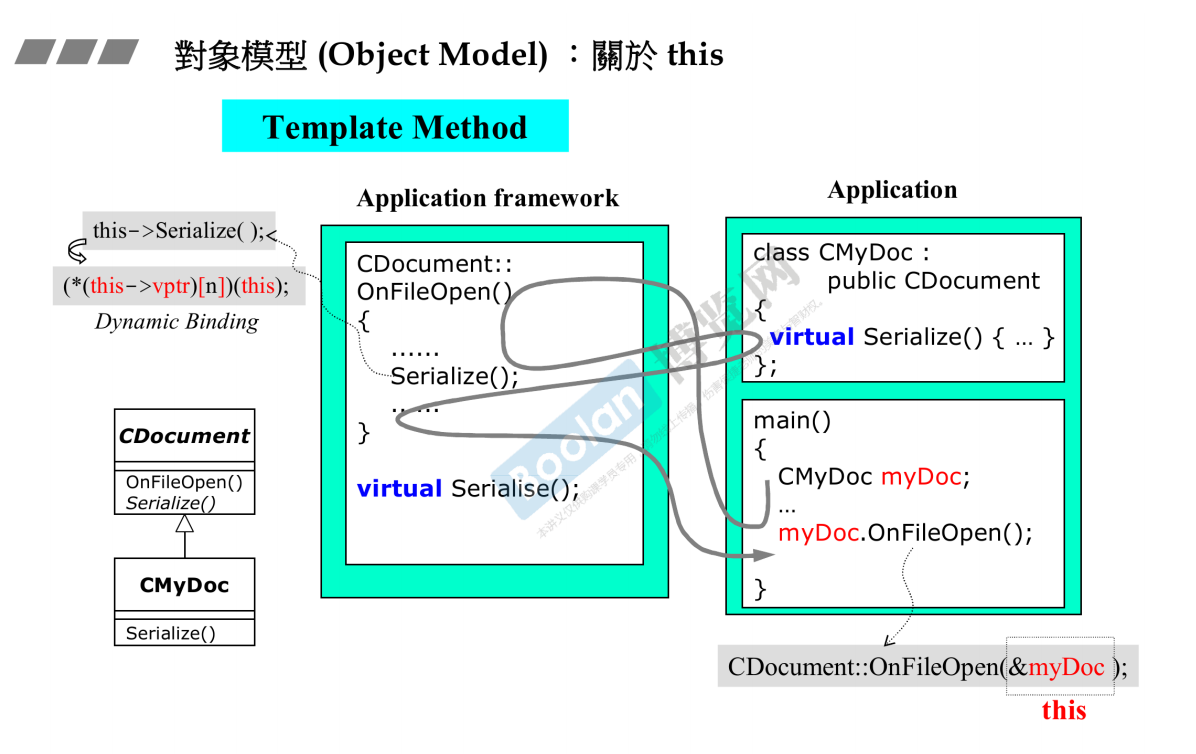 對象模型 (Object Model) ：關於 this
Template Method
Application framework
Application
this->Serialize( );
(*(this->vptr)[n])(this);
Dynamic Binding
CDocument::
OnFileOpen()
{
......
Serialize();
......
}
virtual Serialise();
class CMyDoc :
public CDocument
{
virtual Serialize() { ... }
};
main()
{
CMyDoc myDoc;
...
myDoc.OnFileOpen();
}
CDocument
OnFileOpen()
Serialize()
CMyDoc
Serialize()
CDocument::OnFileOpen(&myDoc );
this
Boolan 博览网